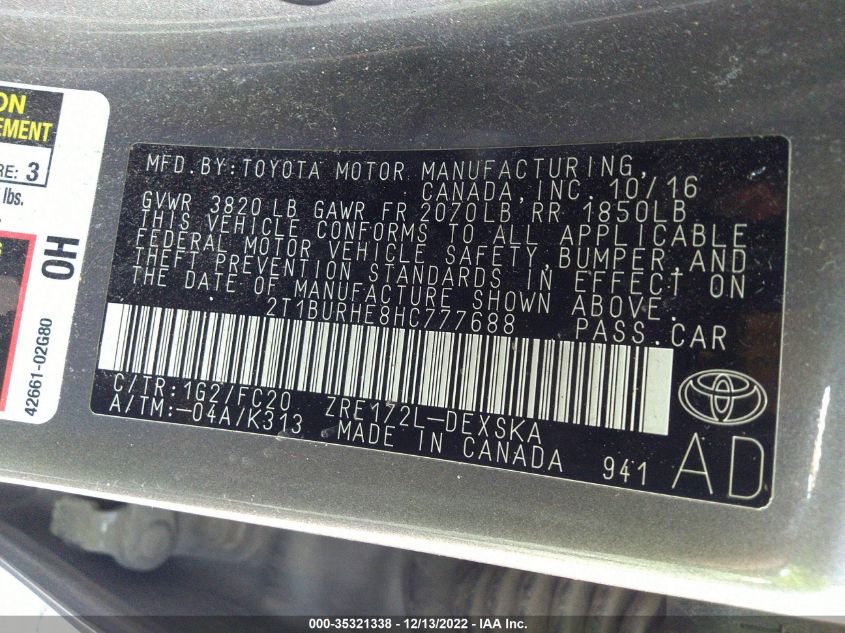 ON
EMENT
RE: 3
lbs.
OH
42661-02G80
MFD.BY:TOYOTA MOTOR MANUFACTURING,
CANADA,INC. 10/16
GVWR 3820 LB GAWR FR 2070LB RR 1850LB
THIS VEHICLE CONFORMS TO ALL APPLICABLE
FEDERAL MOTOR VEHICLE SAFETY,BUMPER,AND
THEFT PREVENTION STANDARDS IN EFFECT ON
THE DATE OF MANUFACTURE SHOWN ABOVE.
2T1BURHE8HC777688 PASS.CAR
C/TR:1G2/FC20 ZRE172L-DEXSKA
A/TM:-04A/K313 MADE IN CANADA 941
AD
000-35321338 - 12/13/2022 - IAAI, Inc.